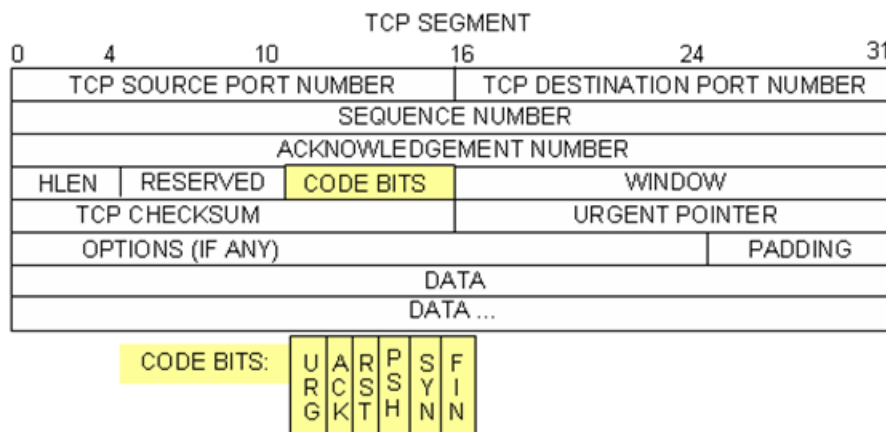 TCP SEGMENT
0 4 10 16 24 31
TCP SOURCE PORT NUMBER TCP DESTINATION PORT NUMBER
SEQUENCE NUMBER
ACKNOWLEDGEMENT NUMBER
HLEN RESERVED CODE BITS WINDOW
TCP CHECKSUM URGENT POINTER
OPTIONS (IF ANY) PADDING
DATA
DATA ...
CODE BITS: URG ACK RST PSH SYN FIN